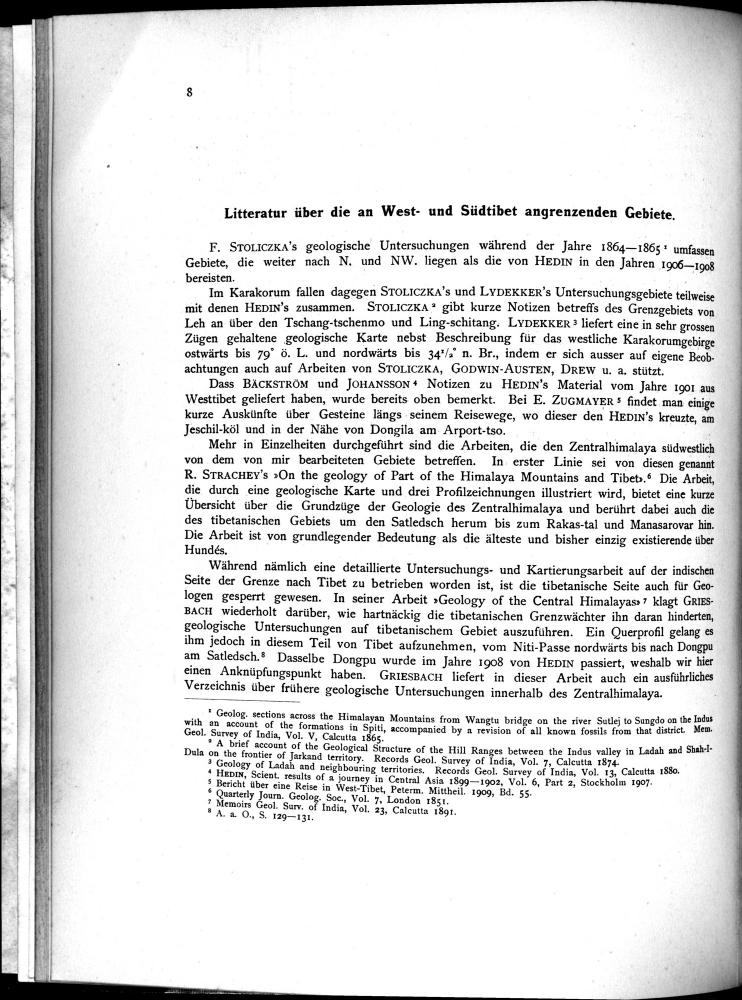 8
Litteratur über die an West- und Südtibet angrenzenden Gebiete.
F. STOLICZKA's geologische Untersuchungen während der Jahre 1864—1865 ¹ umfassen
Gebiete, die weiter nach N. und NW. liegen als die von HEDIN in den Jahren 1906—1908
bereisten.
Im Karakorum fallen dagegen STOLICZKA's und LYDEKKER's Untersuchungsgebiete teilweise
mit denen HEDIN's zusammen. STOLICZKA ² gibt kurze Notizen betreffs des Grenzgebiets von
Leh an über den Tschang-tschenmo und Ling-schitang. LYDEKKER ³ liefert eine in sehr grossen
Zügen gehaltene geologische Karte nebst Beschreibung für das westliche Karakorumgebirge
ostwärts bis 79° ö. L. und nordwärts bis 34¹/₂° n. Br., indem er sich ausser auf eigene Beob-
achtungen auch auf Arbeiten von STOLICZKA, GODWIN-AUSTEN, DREW u. a. stützt.
Dass BÄCKSTRÖM und JOHANSSON ⁴ Notizen zu HEDIN's Material vom Jahre 1901 aus
Westtibet geliefert haben, wurde bereits oben bemerkt. Bei E. ZUGMAYER ⁵ findet man einige
kurze Auskünfte über Gesteine längs seinem Reisewege, wo dieser den HEDIN's kreuzte, am
Jeschil-köl und in der Nähe von Dongila am Arport-tso.
Mehr in Einzelheiten durchgeführt sind die Arbeiten, die den Zentralhimalaya südwestlich
von dem von mir bearbeiteten Gebiete betreffen. In erster Linie sei von diesen genannt
R. STRACHEY's »On the geology of Part of the Himalaya Mountains and Tibet».⁶ Die Arbeit,
die durch eine geologische Karte und drei Profilzeichnungen illustriert wird, bietet eine kurze
Übersicht über die Grundzüge der Geologie des Zentralhimalaya und berührt dabei auch die
des tibetanischen Gebiets um den Satledsch herum bis zum Rakas-tal und Manasarovar hin.
Die Arbeit ist von grundlegender Bedeutung als die älteste und bisher einzig existierende über
Hundés.
Während nämlich eine detaillierte Untersuchungs- und Kartierungsarbeit auf der indischen
Seite der Grenze nach Tibet zu betrieben worden ist, ist die tibetanische Seite auch für Geo-
logen gesperrt gewesen. In seiner Arbeit »Geology of the Central Himalayas» ⁷ klagt GRIES-
BACH wiederholt darüber, wie hartnäckig die tibetanischen Grenzwächter ihn daran hinderten,
geologische Untersuchungen auf tibetanischem Gebiet auszuführen. Ein Querprofil gelang es
ihm jedoch in diesem Teil von Tibet aufzunehmen, vom Niti-Passe nordwärts bis nach Dongpu
am Satledsch.⁸ Dasselbe Dongpu wurde im Jahre 1908 von HEDIN passiert, weshalb wir hier
einen Anknüpfungspunkt haben. GRIESBACH liefert in dieser Arbeit auch ein ausführliches
Verzeichnis über frühere geologische Untersuchungen innerhalb des Zentralhimalaya.
¹ Geolog. sections across the Himalayan Mountains from Wangtu bridge on the river Sutlej to Sungdo on the Indus
with an account of the formations in Spiti, accompanied by a revision of all known fossils from that district. Mem.
Geol. Survey of India, Vol. V, Calcutta 1865.
² A brief account of the Geological Structure of the Hill Ranges between the Indus valley in Ladah and Shah-I-
Dula on the frontier of Jarkand territory. Records Geol. Survey of India, Vol. 7, Calcutta 1874.
³ Geology of Ladah and neighbouring territories. Records Geol. Survey of India, Vol. 13, Calcutta 1880.
⁴ HEDIN, Scient. results of a journey in Central Asia 1899—1902, Vol. 6, Part 2, Stockholm 1907.
⁵ Bericht über eine Reise in West-Tibet, Peterm. Mittheil. 1909, Bd. 55.
⁶ Quarterly Journ. Geolog. Soc., Vol. 7, London 1851.
⁷ Memoirs Geol. Surv. of India, Vol. 23, Calcutta 1891.
⁸ A. a. O., S. 129—131.